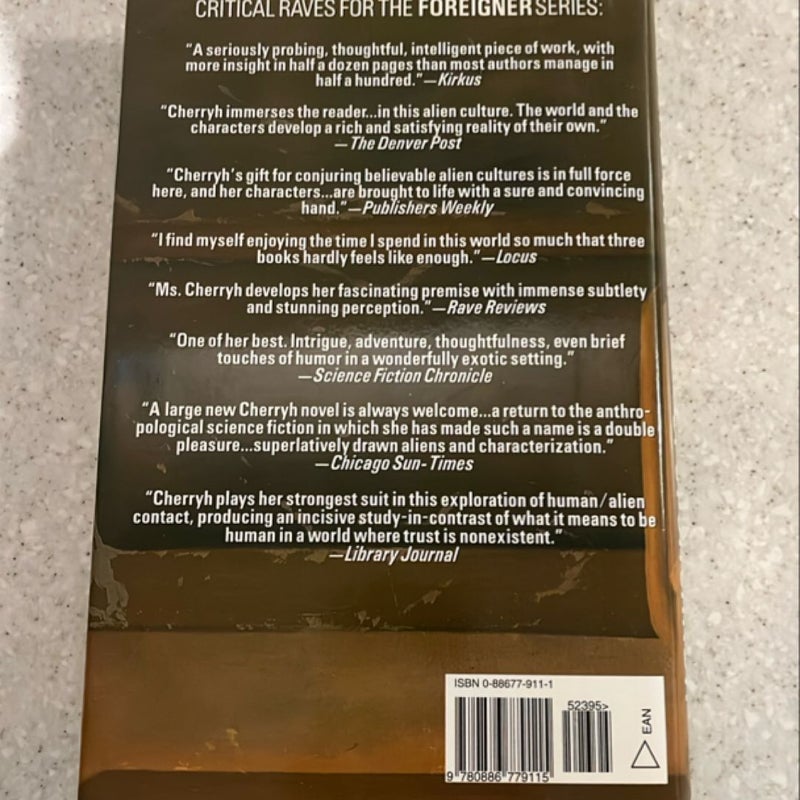 CRITICAL RAVES FOR THE FOREIGNER SERIES:
“A seriously probing, thoughtful, intelligent piece of work, with
more insight in half a dozen pages than most authors manage in
half a hundred.”—Kirkus
“Cherryh immerses the reader...in this alien culture. The world and the
characters develop a rich and satisfying reality of their own.”
—The Denver Post
“Cherryh's gift for conjuring believable alien cultures is in full force
here, and her characters...are brought to life with a sure and convincing
hand.”—Publishers Weekly
“I find myself enjoying the time I spend in this world so much that three
books hardly feels like enough.”—Locus
“Ms. Cherryh develops her fascinating premise with immense subtlety
and stunning perception.”—Rave Reviews
“One of her best. Intrigue, adventure, thoughtfulness, even brief
touches of humor in a wonderfully exotic setting.”
—Science Fiction Chronicle
“A large new Cherryh novel is always welcome...a return to the anthro-
pological science fiction in which she has made such a name is a double
pleasure...superlatively drawn aliens and characterization.”
—Chicago Sun-Times
“Cherryh plays her strongest suit in this exploration of human/alien
contact, producing an incisive study-in-contrast of what it means to be
human in a world where trust is nonexistent.”
—Library Journal
ISBN 0-88677-911-1
52395>
EAN
9 780886 779115